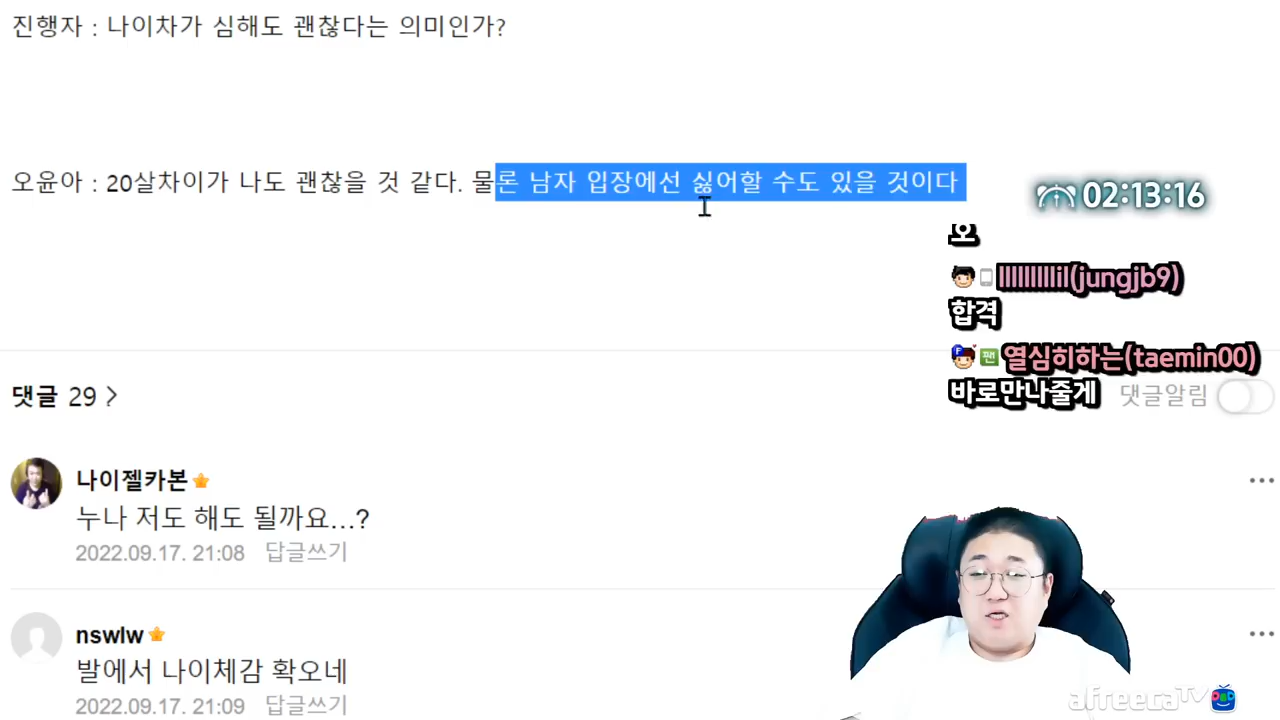 진행자 : 나이차가 심해도 괜찮다는 의미인가?
오윤아 : 20살차이가 나도 괜찮을 것 같다. 물론 남자 입장에선 싫어할 수도 있을 것이다
02:13:16
오
llllllllllil(jungjb9)
합격
팬 열심히하는(taemin00)
바로만나줄게
댓글 29 >
댓글알림
나이젤카본
누나 저도 해도 될까요...?
2022.09.17. 21:08 답글쓰기
nswlw
발에서 나이체감 확오네
2022.09.17. 21:09 답글쓰기
afreecaTV